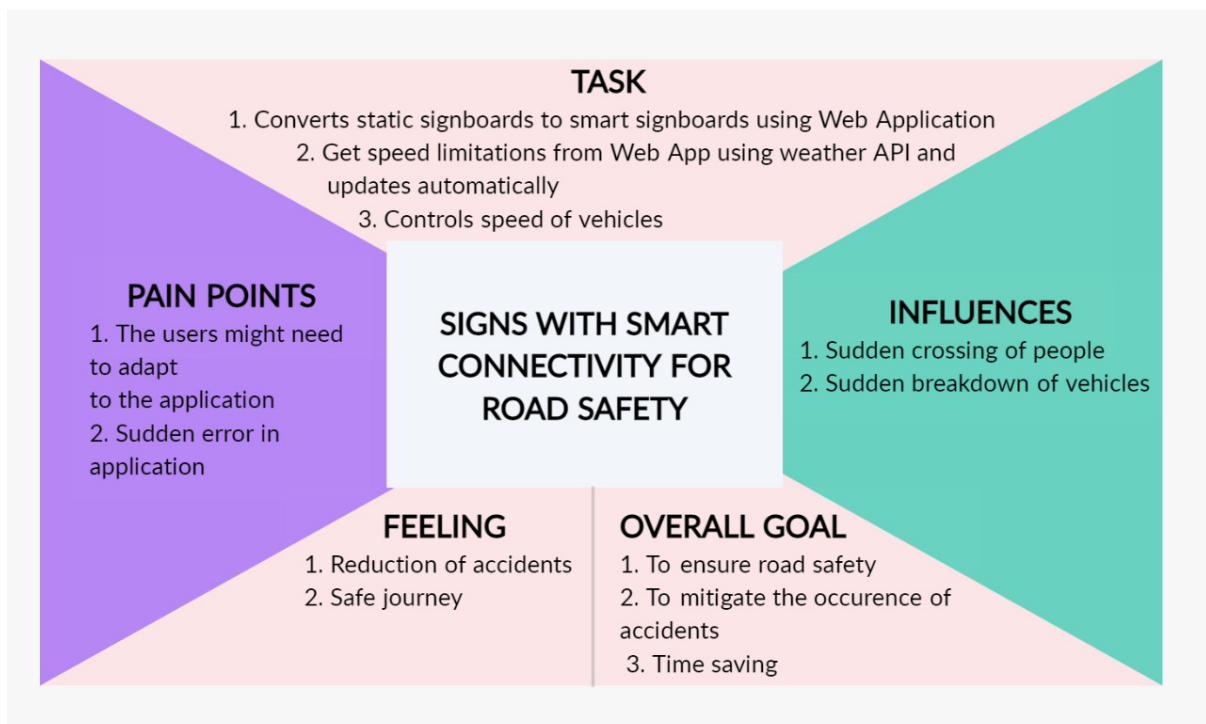 TASK
1. Converts static signboards to smart signboards using Web Application
2. Get speed limitations from Web App using weather API and
updates automatically
3. Controls speed of vehicles
PAIN POINTS
1. The users might need
to adapt
to the application
2. Sudden error in
application
SIGNS WITH SMART
CONNECTIVITY FOR
ROAD SAFETY
INFLUENCES
1. Sudden crossing of people
2. Sudden breakdown of vehicles
FEELING
1. Reduction of accidents
2. Safe journey
OVERALL GOAL
1. To ensure road safety
2. To mitigate the occurence of
accidents
3. Time saving